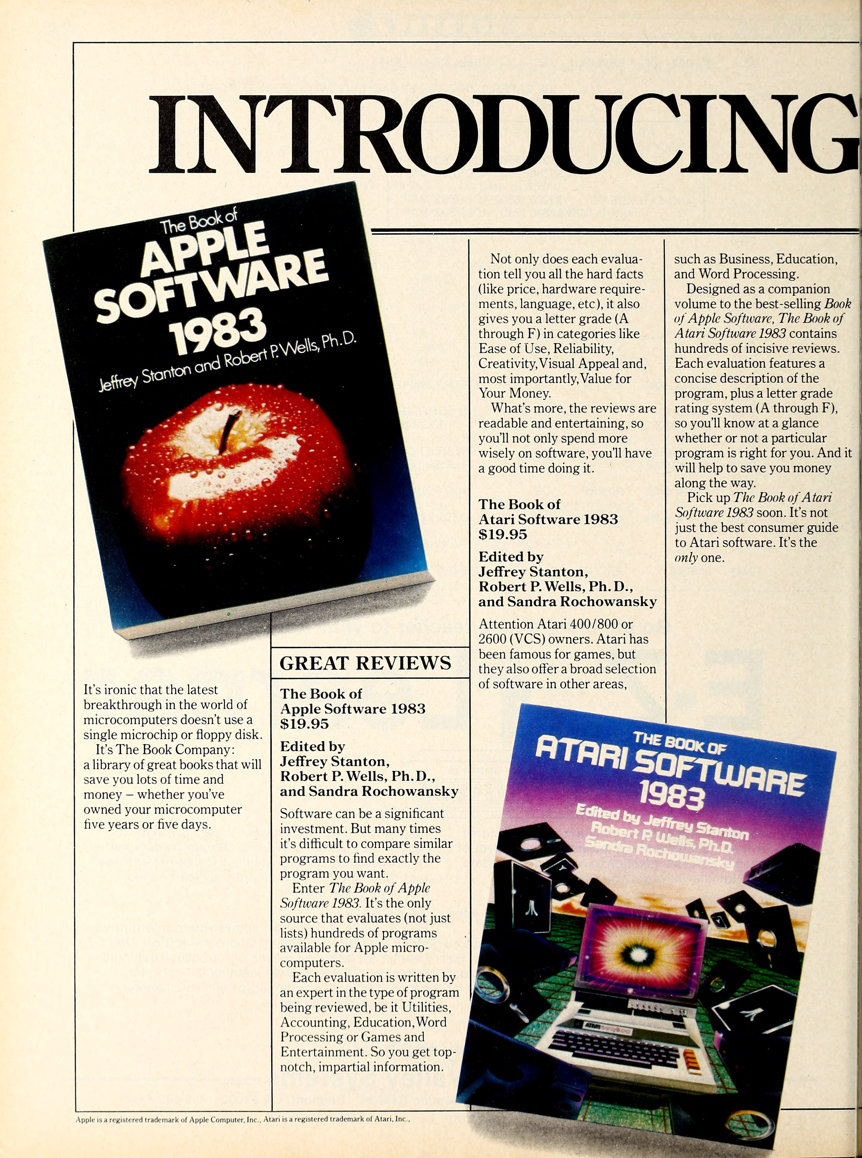 INTRODUCING
The Book of
APPLE
SOFTWARE
1983
Jeffrey Stanton and Robert P. Wells, Ph.D.
It's ironic that the latest
breakthrough in the world of
microcomputers doesn't use a
single microchip or floppy disk.
It's The Book Company:
a library of great books that will
save you lots of time and
money – whether you've
owned your microcomputer
five years or five days.
GREAT REVIEWS
The Book of
Apple Software 1983
$19.95
Edited by
Jeffrey Stanton,
Robert P. Wells, Ph.D.,
and Sandra Rochowansky
Software can be a significant
investment. But many times
it's difficult to compare similar
programs to find exactly the
program you want.
Enter The Book of Apple
Software 1983. It's the only
source that evaluates (not just
lists) hundreds of programs
available for Apple micro-
computers.
Each evaluation is written by
an expert in the type of program
being reviewed, be it Utilities,
Accounting, Education, Word
Processing or Games and
Entertainment. So you get top-
notch, impartial information.
Not only does each evalua-
tion tell you all the hard facts
(like price, hardware require-
ments, language, etc), it also
gives you a letter grade (A
through F) in categories like
Ease of Use, Reliability,
Creativity, Visual Appeal and,
most importantly, Value for
Your Money.
What's more, the reviews are
readable and entertaining, so
you'll not only spend more
wisely on software, you'll have
a good time doing it.
The Book of
Atari Software 1983
$19.95
Edited by
Jeffrey Stanton,
Robert P. Wells, Ph.D.,
and Sandra Rochowansky
Attention Atari 400/800 or
2600 (VCS) owners. Atari has
been famous for games, but
they also offer a broad selection
of software in other areas,
such as Business, Education,
and Word Processing.
Designed as a companion
volume to the best-selling Book
of Apple Software, The Book of
Atari Software 1983 contains
hundreds of incisive reviews.
Each evaluation features a
concise description of the
program, plus a letter grade
rating system (A through F),
so you'll know at a glance
whether or not a particular
program is right for you. And it
will help to save you money
along the way.
Pick up The Book of Atari
Software 1983 soon. It's not
just the best consumer guide
to Atari software. It's the
only one.
THE BOOK OF
ATARI SOFTWARE
1983
Edited by Jeffrey Stanton
Robert P. Wells, Ph.D.
Sandra Rochowansky
Apple is a registered trademark of Apple Computer, Inc., Atari is a registered trademark of Atari, Inc.,